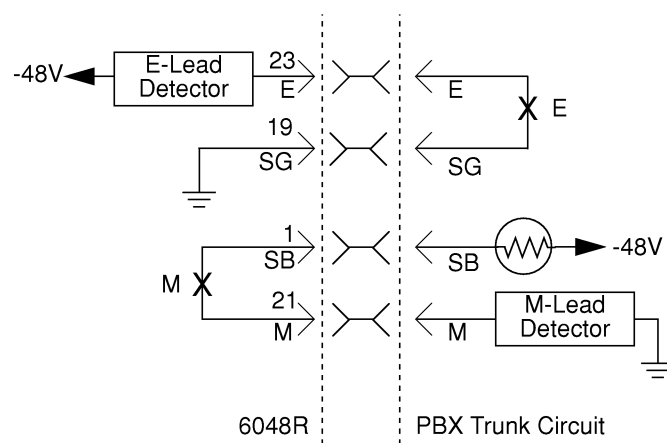 -48V
E-Lead
Detector
23
E
E
E
19
SG
SG
1
SB
SB
-48V
M
21
M
M
M-Lead
Detector
6048R
PBX Trunk Circuit